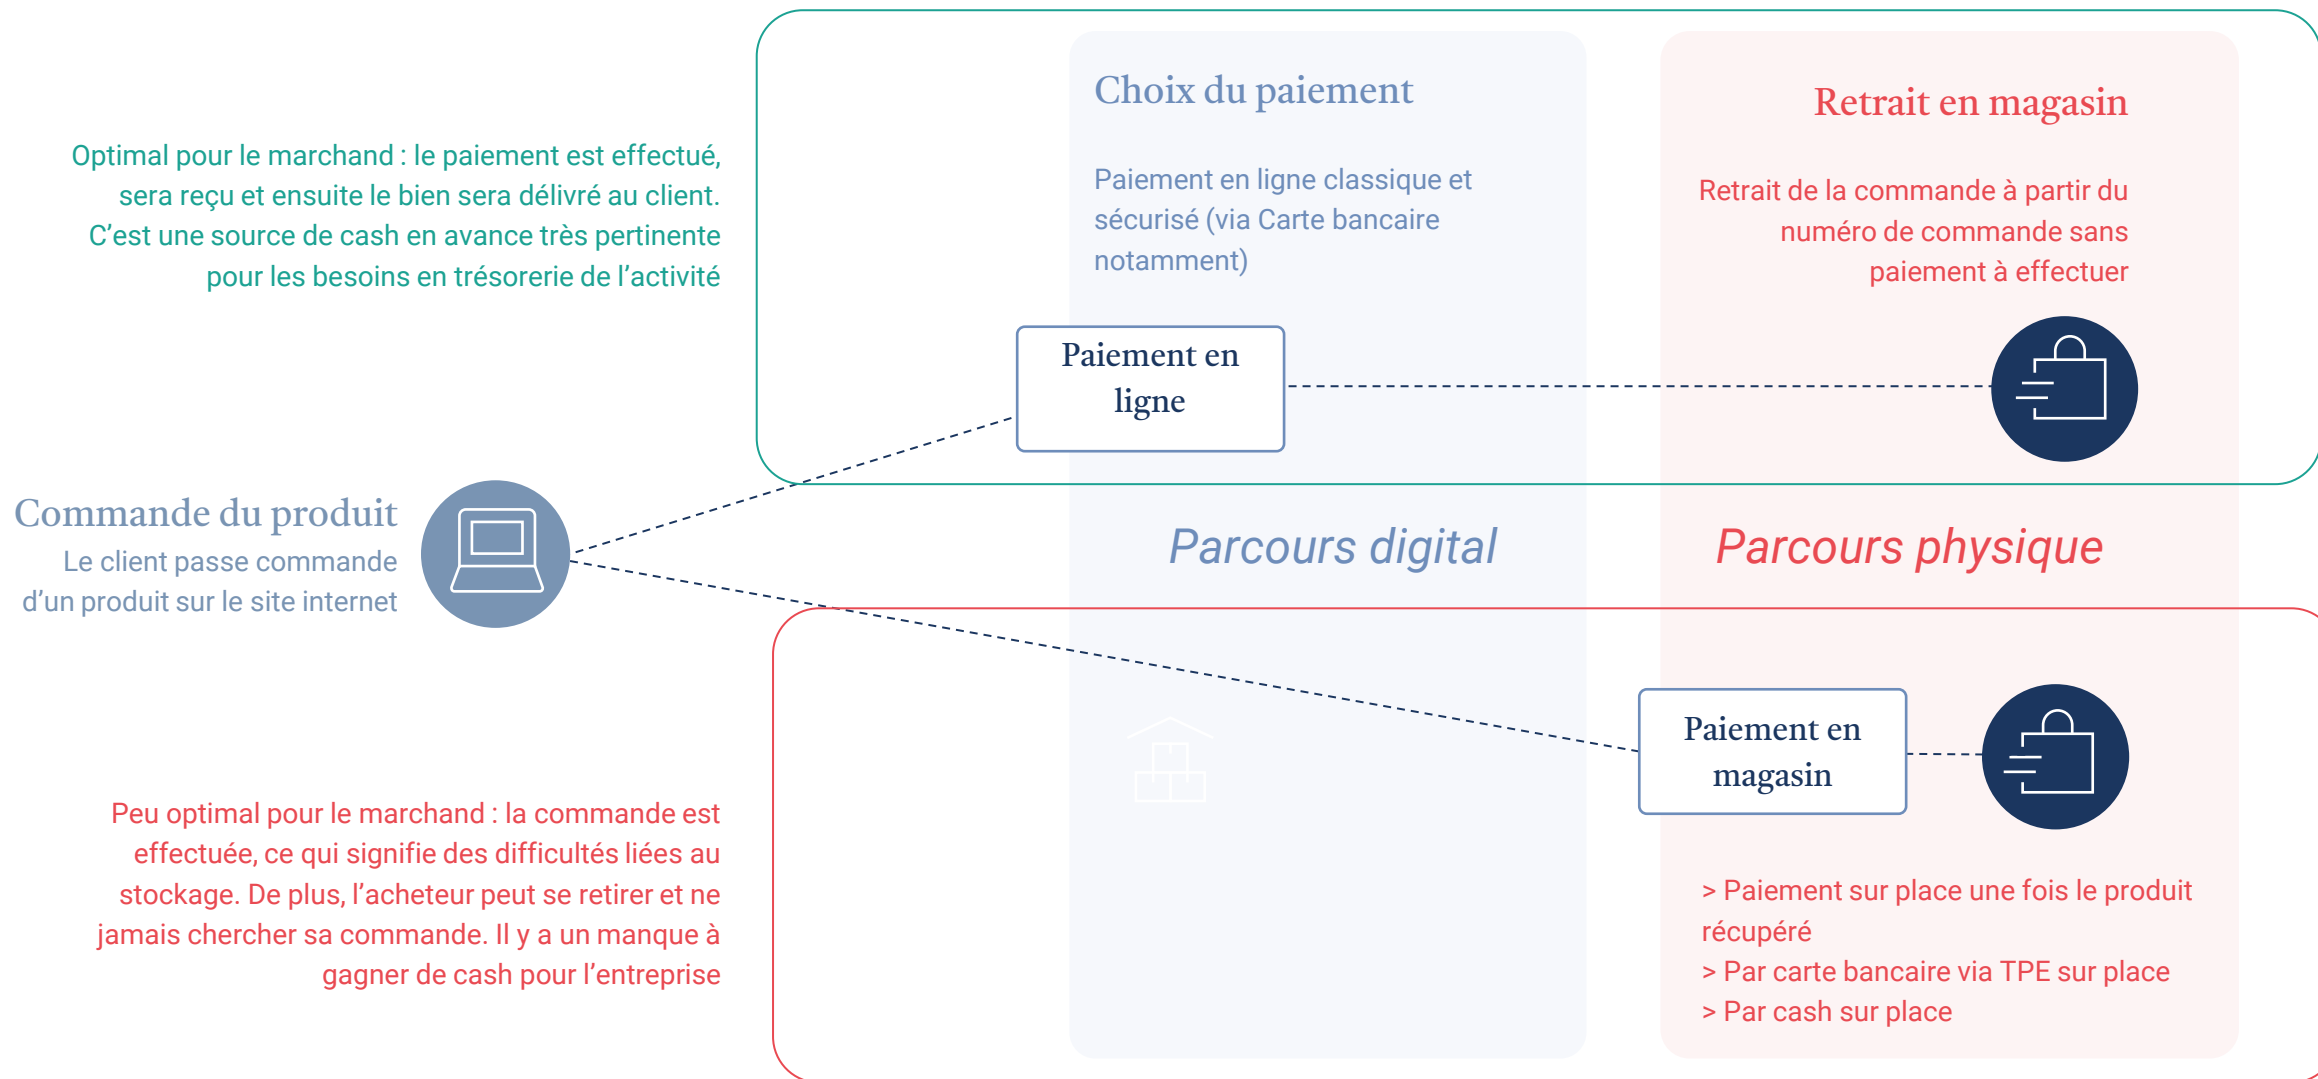 Choix du paiement
Paiement en ligne classique et
sécurisé (via Carte bancaire
notamment)
Retrait en magasin
Retrait de la commande à partir du
numéro de commande sans
paiement à effectuer
Optimal pour le marchand : le paiement est effectué,
sera reçu et ensuite le bien sera délivré au client.
C’est une source de cash en avance très pertinente
pour les besoins en trésorerie de l’activité
Paiement en
ligne
Commande du produit
Le client passe commande
d’un produit sur le site internet
Parcours digital
Parcours physique
Paiement en
magasin
Peu optimal pour le marchand : la commande est
effectuée, ce qui signifie des difficultés liées au
stockage. De plus, l’acheteur peut se retirer et ne
jamais chercher sa commande. Il y a un manque à
gagner de cash pour l’entreprise
> Paiement sur place une fois le produit
récupéré
> Par carte bancaire via TPE sur place
> Par cash sur place